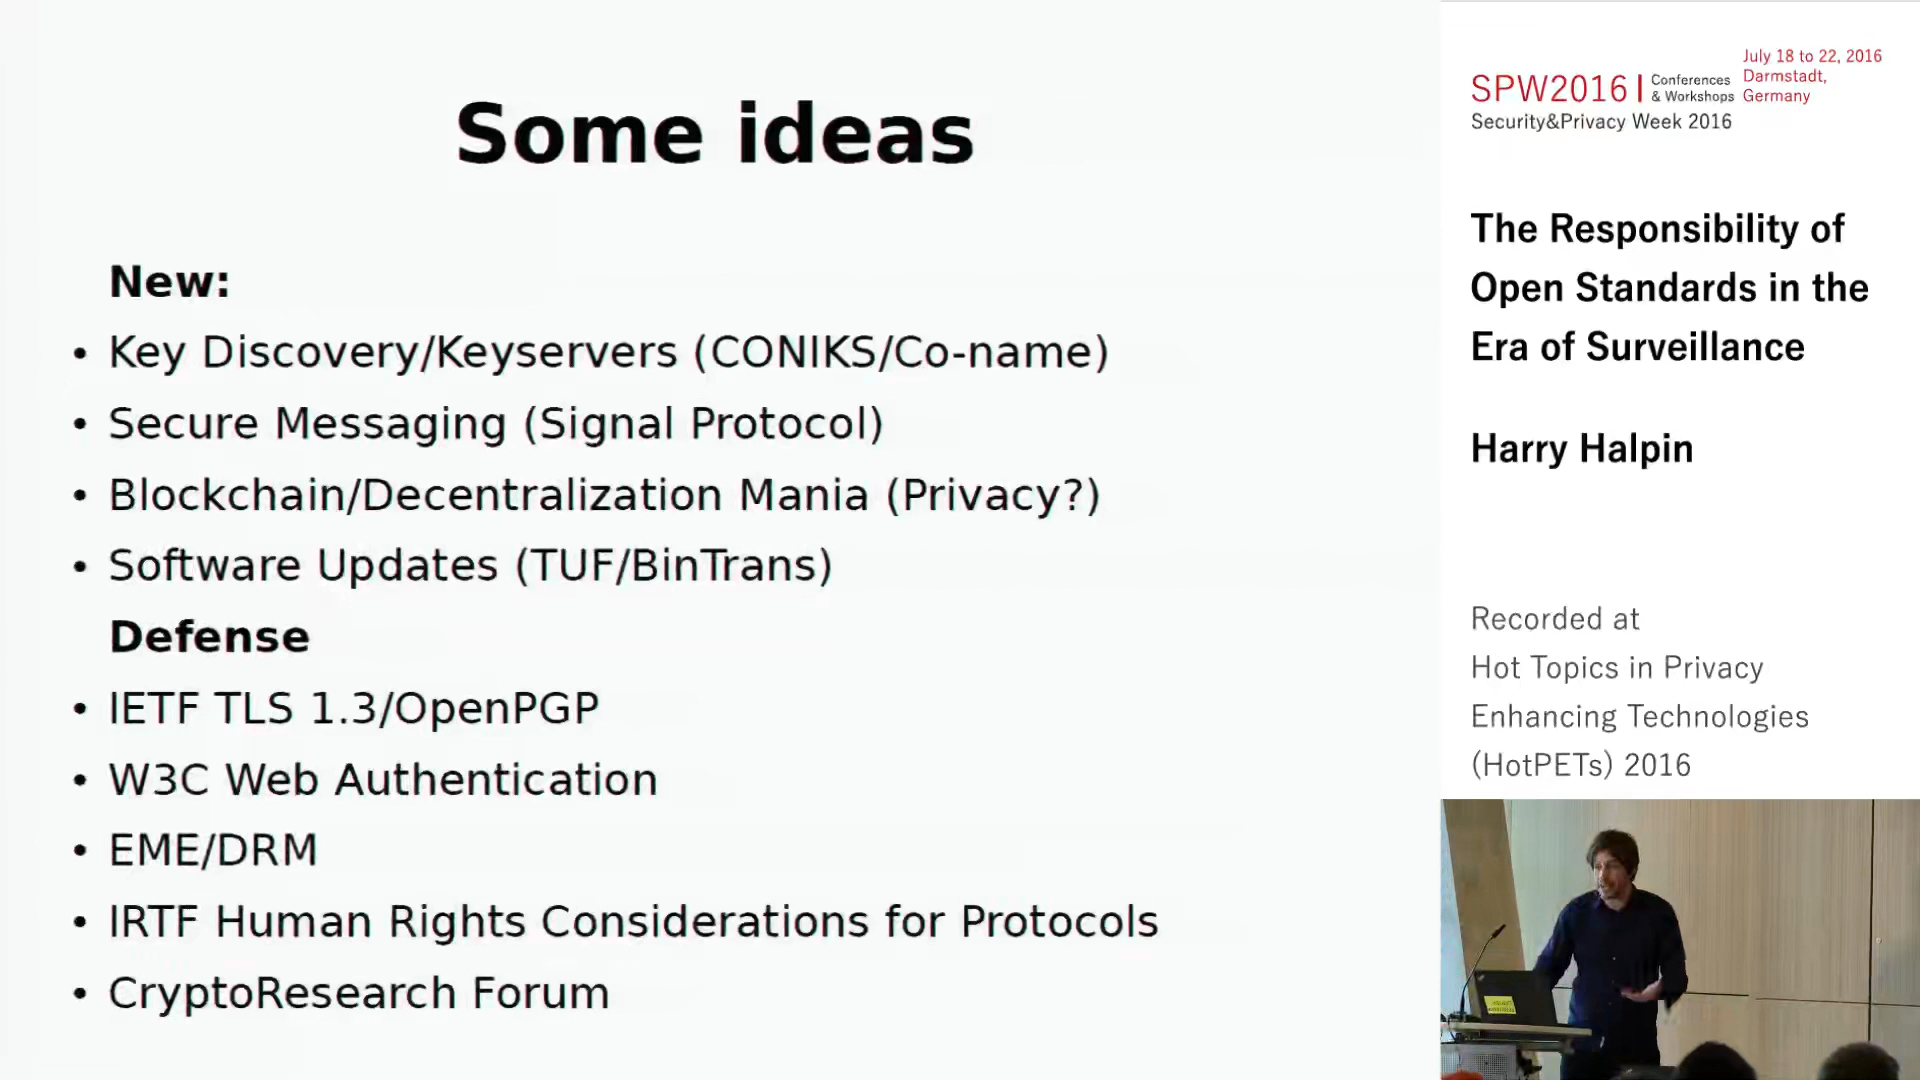 Some ideas
New:
• Key Discovery/Keyservers (CONIKS/Co-name)
• Secure Messaging (Signal Protocol)
• Blockchain/Decentralization Mania (Privacy?)
• Software Updates (TUF/BinTrans)
Defense
• IETF TLS 1.3/OpenPGP
• W3C Web Authentication
• EME/DRM
• IRTF Human Rights Considerations for Protocols
• CryptoResearch Forum
SPW2016 | Conferences & Workshops
Security&Privacy Week 2016
July 18 to 22, 2016
Darmstadt,
Germany
The Responsibility of
Open Standards in the
Era of Surveillance
Harry Halpin
Recorded at
Hot Topics in Privacy
Enhancing Technologies
(HotPETs) 2016